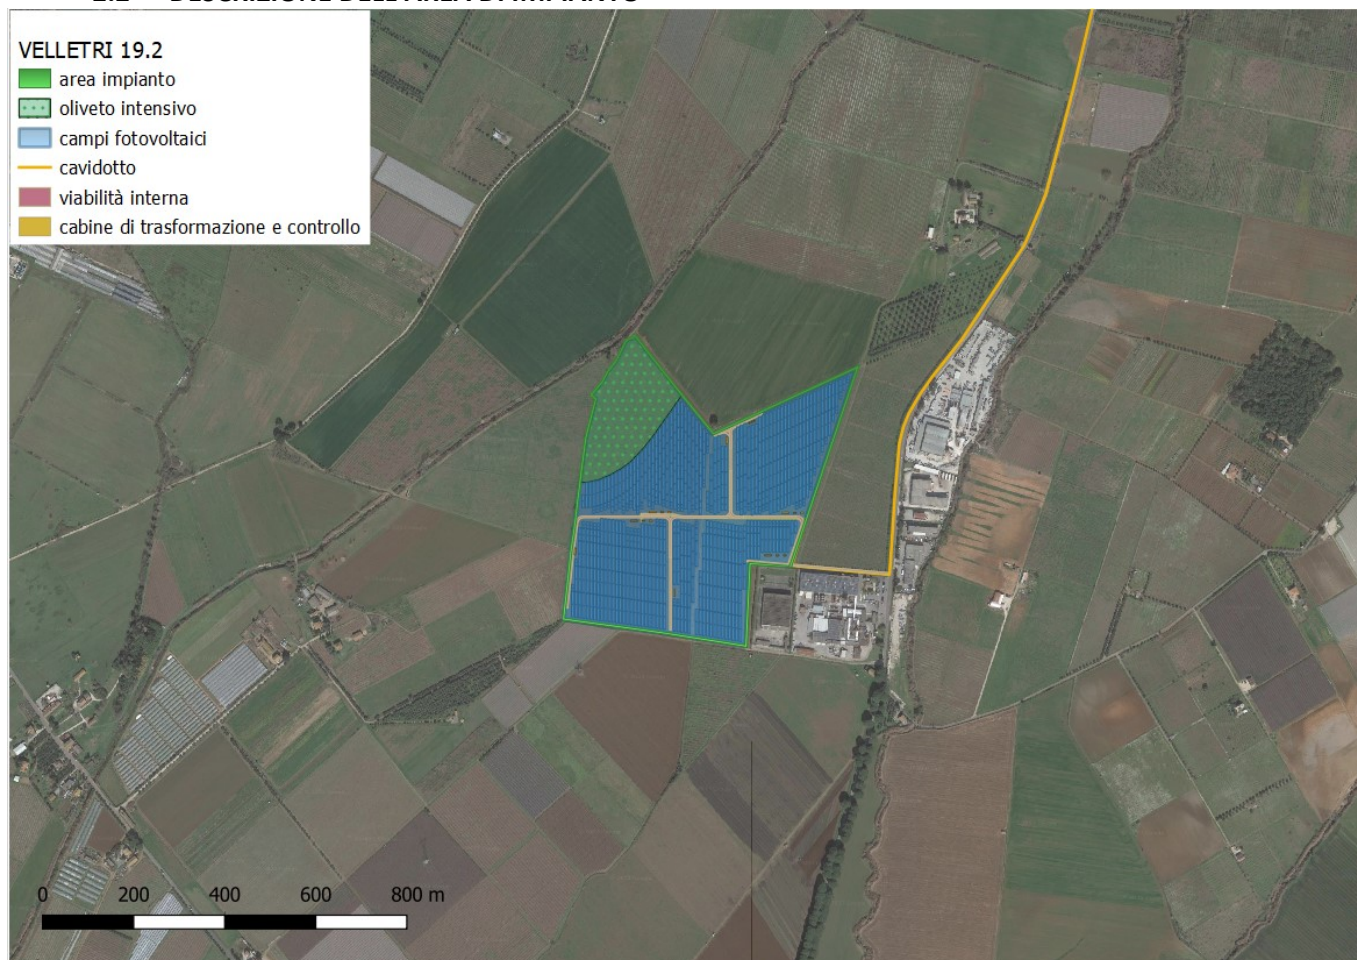 VELLETRI 19.2
area impianto
oliveto intensivo
campi fotovoltaici
cavidotto
viabilità interna
cabine di trasformazione e controllo
0 200 400 600 800 m